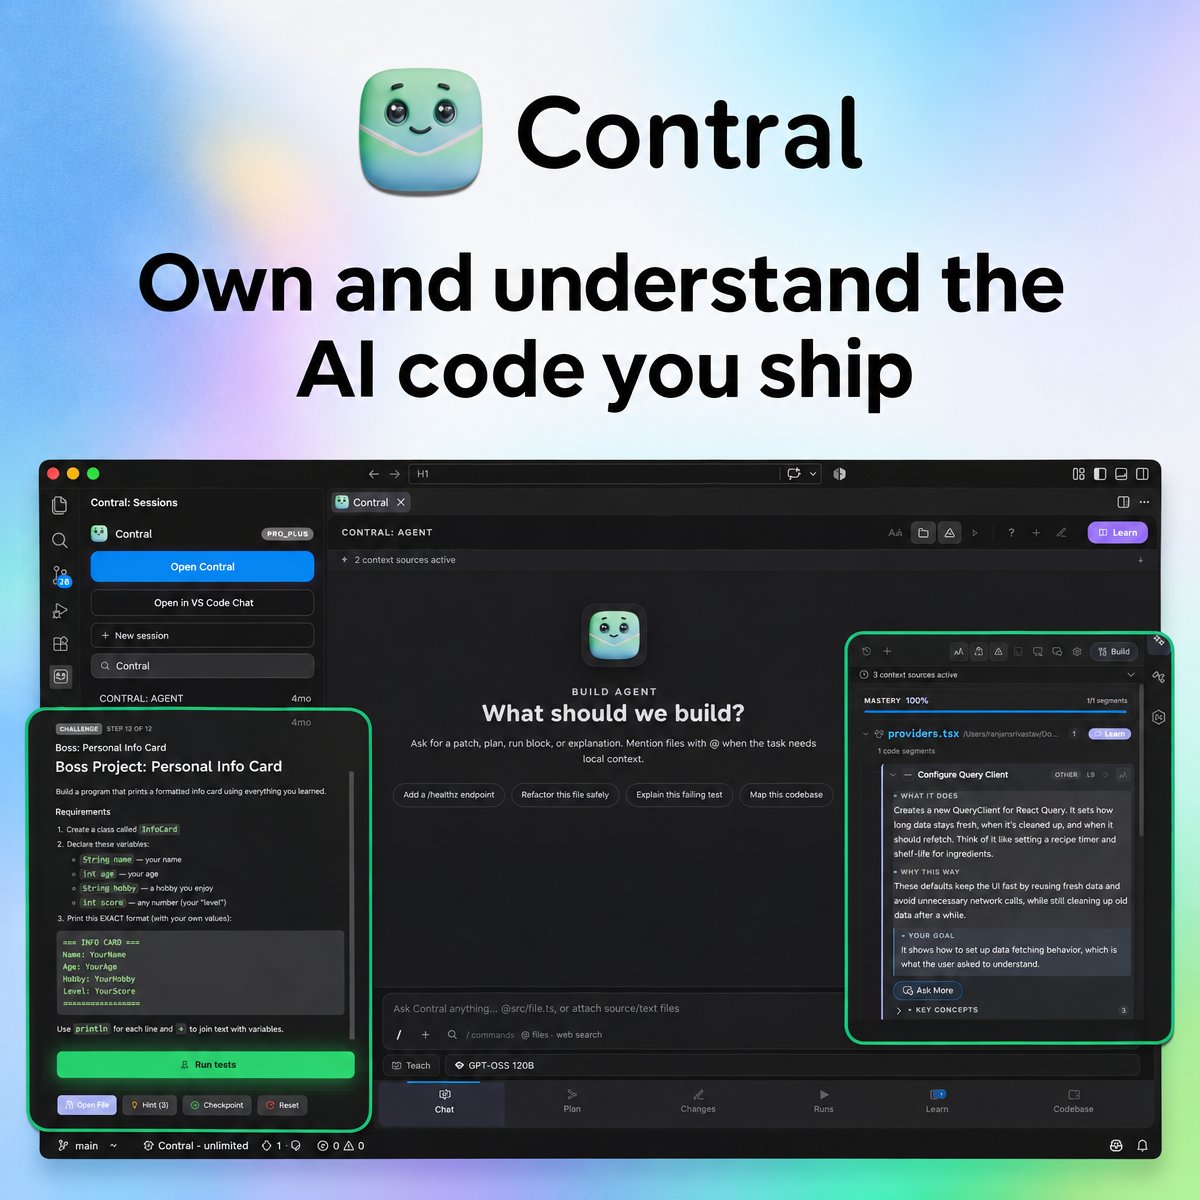 Contral
Own and understand the
AI code you ship
H1
Contral: Sessions
Contral
PRO_PLUS
Open Contral
Open in VS Code Chat
+ New session
Contral
CONTRAL: AGENT 4mo
4mo
28
Contral
CONTRAL: AGENT
Learn
2 context sources active
BUILD AGENT
What should we build?
Ask for a patch, plan, run block, or explanation. Mention files with @ when the task needs
local context.
Add a /healthz endpoint
Refactor this file safely
Explain this failing test
Map this codebase
Ask Contral anything... @src/file.ts, or attach source/text files
/ + /commands · @ files · web search
Teach
GPT-OSS 120B
Chat
Plan
Changes
Runs
Learn
Codebase
CHALLENGE STEP 12 OF 12
Boss: Personal Info Card
Boss Project: Personal Info Card
Build a program that prints a formatted info card using everything you learned.
Requirements
1. Create a class called InfoCard
2. Declare these variables:
String name — your name
int age — your age
String hobby — a hobby you enjoy
int score — any number (your "level")
3. Print this EXACT format (with your own values):
=== INFO CARD ===
Name: YourName
Age: YourAge
Hobby: YourHobby
Level: YourScore
=================
Use println for each line and + to join text with variables.
Run tests
Open File
Hint (3)
Checkpoint
Reset
Build
3 context sources active
MASTERY 100% 1/1 segments
providers.tsx /Users/ranjansrivastav/Do... 1 Learn
1 code segments
Configure Query Client OTHER L9
WHAT IT DOES
Creates a new QueryClient for React Query. It sets how
long data stays fresh, when it's cleaned up, and when it
should refetch. Think of it like setting a recipe timer and
shelf-life for ingredients.
WHY THIS WAY
These defaults keep the UI fast by reusing fresh data and
avoid unnecessary network calls, while still cleaning up old
data after a while.
YOUR GOAL
It shows how to set up data fetching behavior, which is
what the user asked to understand.
Ask More
KEY CONCEPTS 3
main
Contral - unlimited
1
0
0